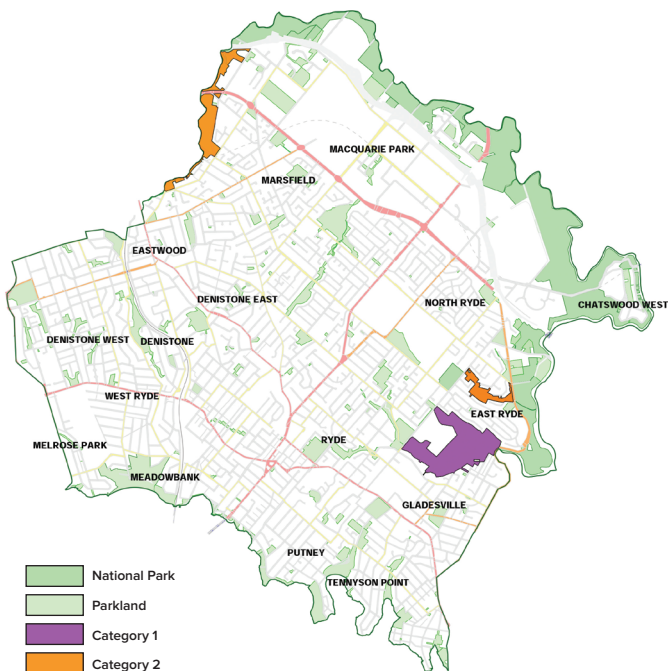 MACQUARIE PARK
MARSFIELD
EASTWOOD
DENISTONE EAST
NORTH RYDE
CHATSWOOD WEST
DENISTONE WEST
DENISTONE
WEST RYDE
EAST RYDE
RYDE
MELROSE PARK
MEADOWBANK
GLADESVILLE
PUTNEY
TENNYSON POINT
National Park
Parkland
Category 1
Category 2